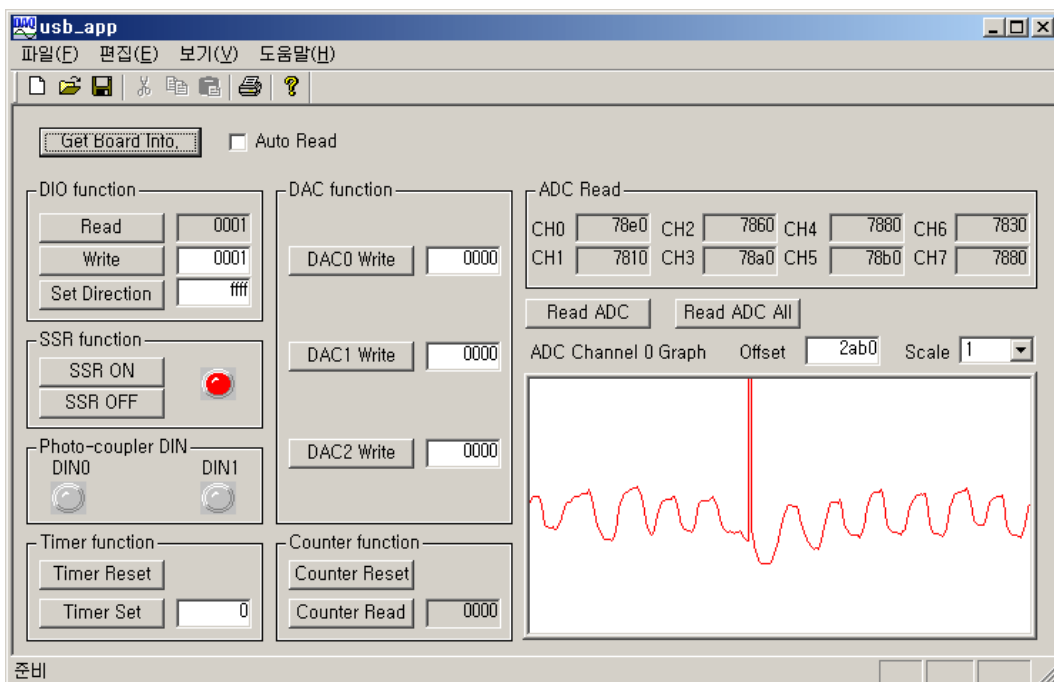 DAQ usb_app
파일(F) 편집(E) 보기(V) 도움말(H)
Get Board Info, Auto Read
DIO function
Read 0001
Write 0001
Set Direction ffff
SSR function
SSR ON
SSR OFF
Photo-coupler DIN
DIN0 DIN1
Timer function
Timer Reset
Timer Set 0
DAC function
DAC0 Write 0000
DAC1 Write 0000
DAC2 Write 0000
Counter function
Counter Reset
Counter Read 0000
ADC Read
CH0 78e0 CH2 7860 CH4 7880 CH6 7830
CH1 7810 CH3 78a0 CH5 78b0 CH7 7880
Read ADC Read ADC All
ADC Channel 0 Graph Offset 2ab0 Scale 1
준비